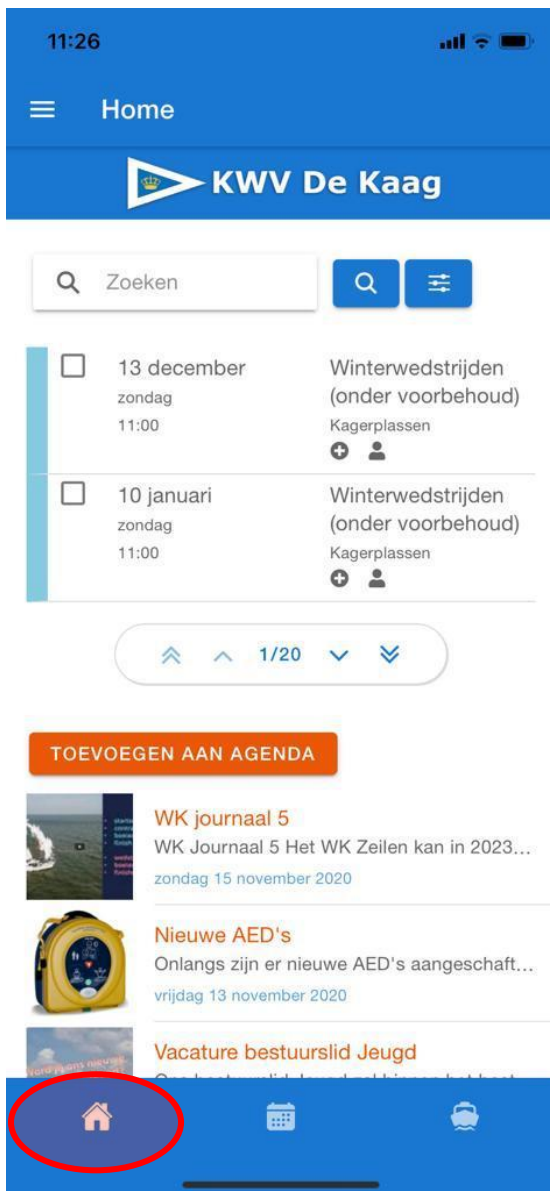 11:26
Home
KWV De Kaag
Zoeken
13 december
zondag
11:00
Winterwedstrijden
(onder voorbehoud)
Kagerplassen
10 januari
zondag
11:00
Winterwedstrijden
(onder voorbehoud)
Kagerplassen
1/20
TOEVOEGEN AAN AGENDA
WK journaal 5
WK Journaal 5 Het WK Zeilen kan in 2023...
zondag 15 november 2020
Nieuwe AED's
Onlangs zijn er nieuwe AED's aangeschaft...
vrijdag 13 november 2020
Vacature bestuurslid Jeugd